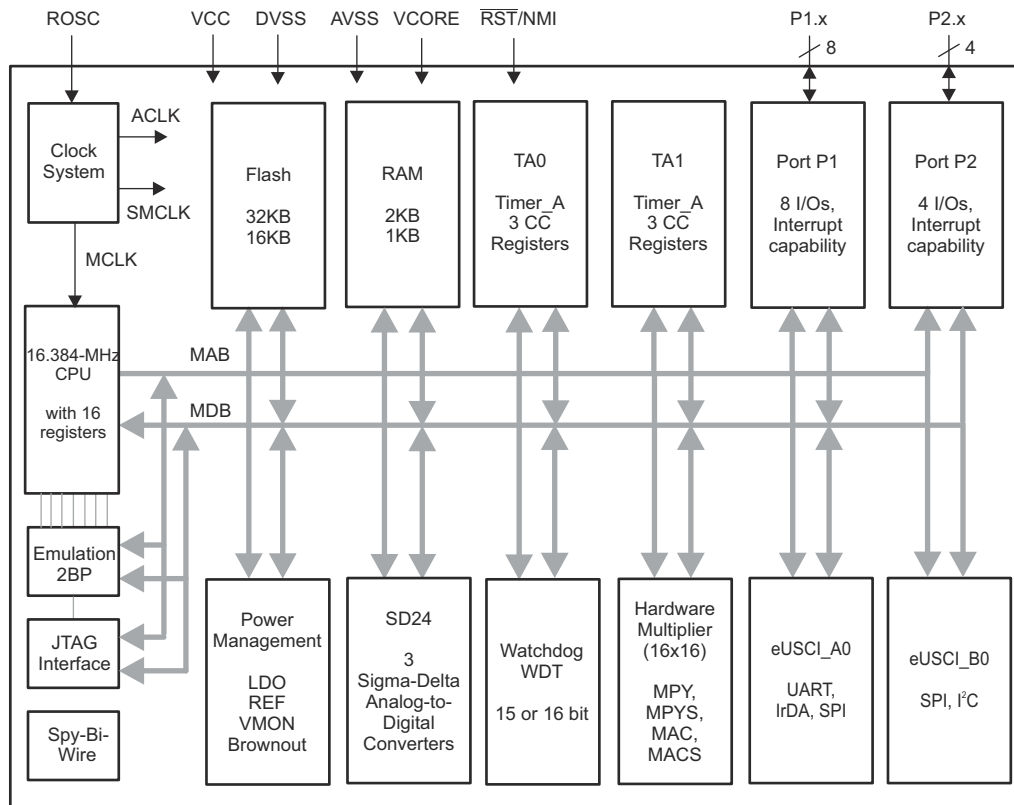 ROSC
VCC
DVSS
AVSS
VCORE
RST/NMI
P1.x
P2.x
8
4
Clock
System
ACLK
SMCLK
MCLK
Flash
32KB
16KB
RAM
2KB
1KB
TA0
Timer_A
3 CC
Registers
TA1
Timer_A
3 CC
Registers
Port P1
8 I/Os,
Interrupt
capability
Port P2
4 I/Os,
Interrupt
capability
16.384-MHz
CPU
with 16
registers
MAB
MDB
Emulation
2BP
JTAG
Interface
Spy-Bi-
Wire
Power
Management
LDO
REF
VMON
Brownout
SD24
3
Sigma-Delta
Analog-to-
Digital
Converters
Watchdog
WDT
15 or 16 bit
Hardware
Multiplier
(16x16)
MPY,
MPYS,
MAC,
MACS
eUSCI_A0
UART,
IrDA, SPI
eUSCI_B0
SPI, I²C